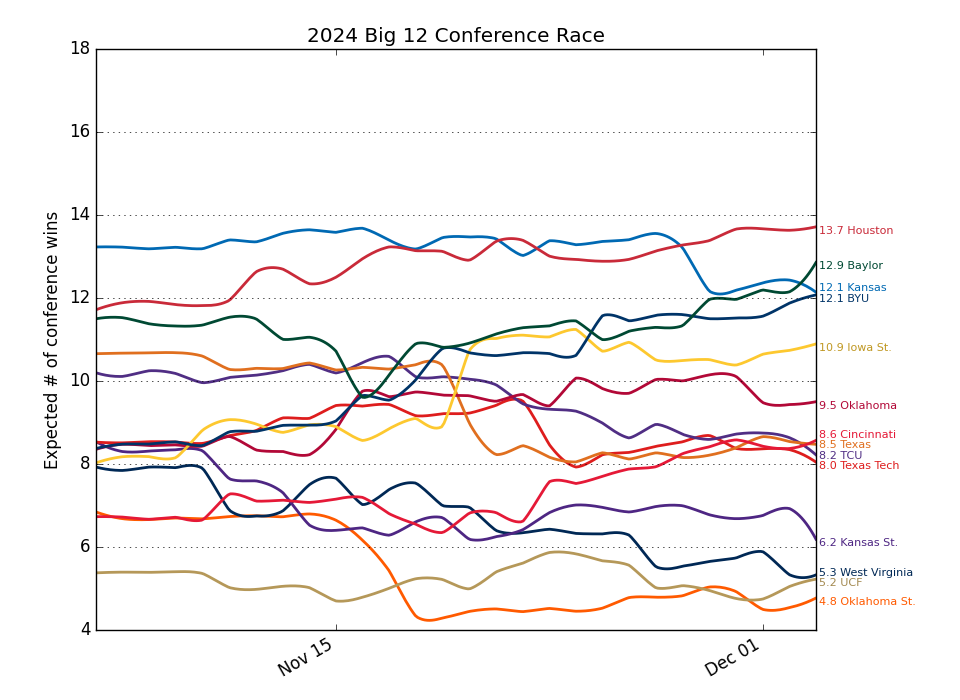 2024 Big 12 Conference Race
Expected # of conference wins
18
16
14
12
10
8
6
4
Nov 15
Dec 01
13.7 Houston
12.9 Baylor
12.1 Kansas
12.1 BYU
10.9 Iowa St.
9.5 Oklahoma
8.6 Cincinnati
8.5 Texas
8.2 TCU
8.0 Texas Tech
6.2 Kansas St.
5.3 West Virginia
5.2 UCF
4.8 Oklahoma St.